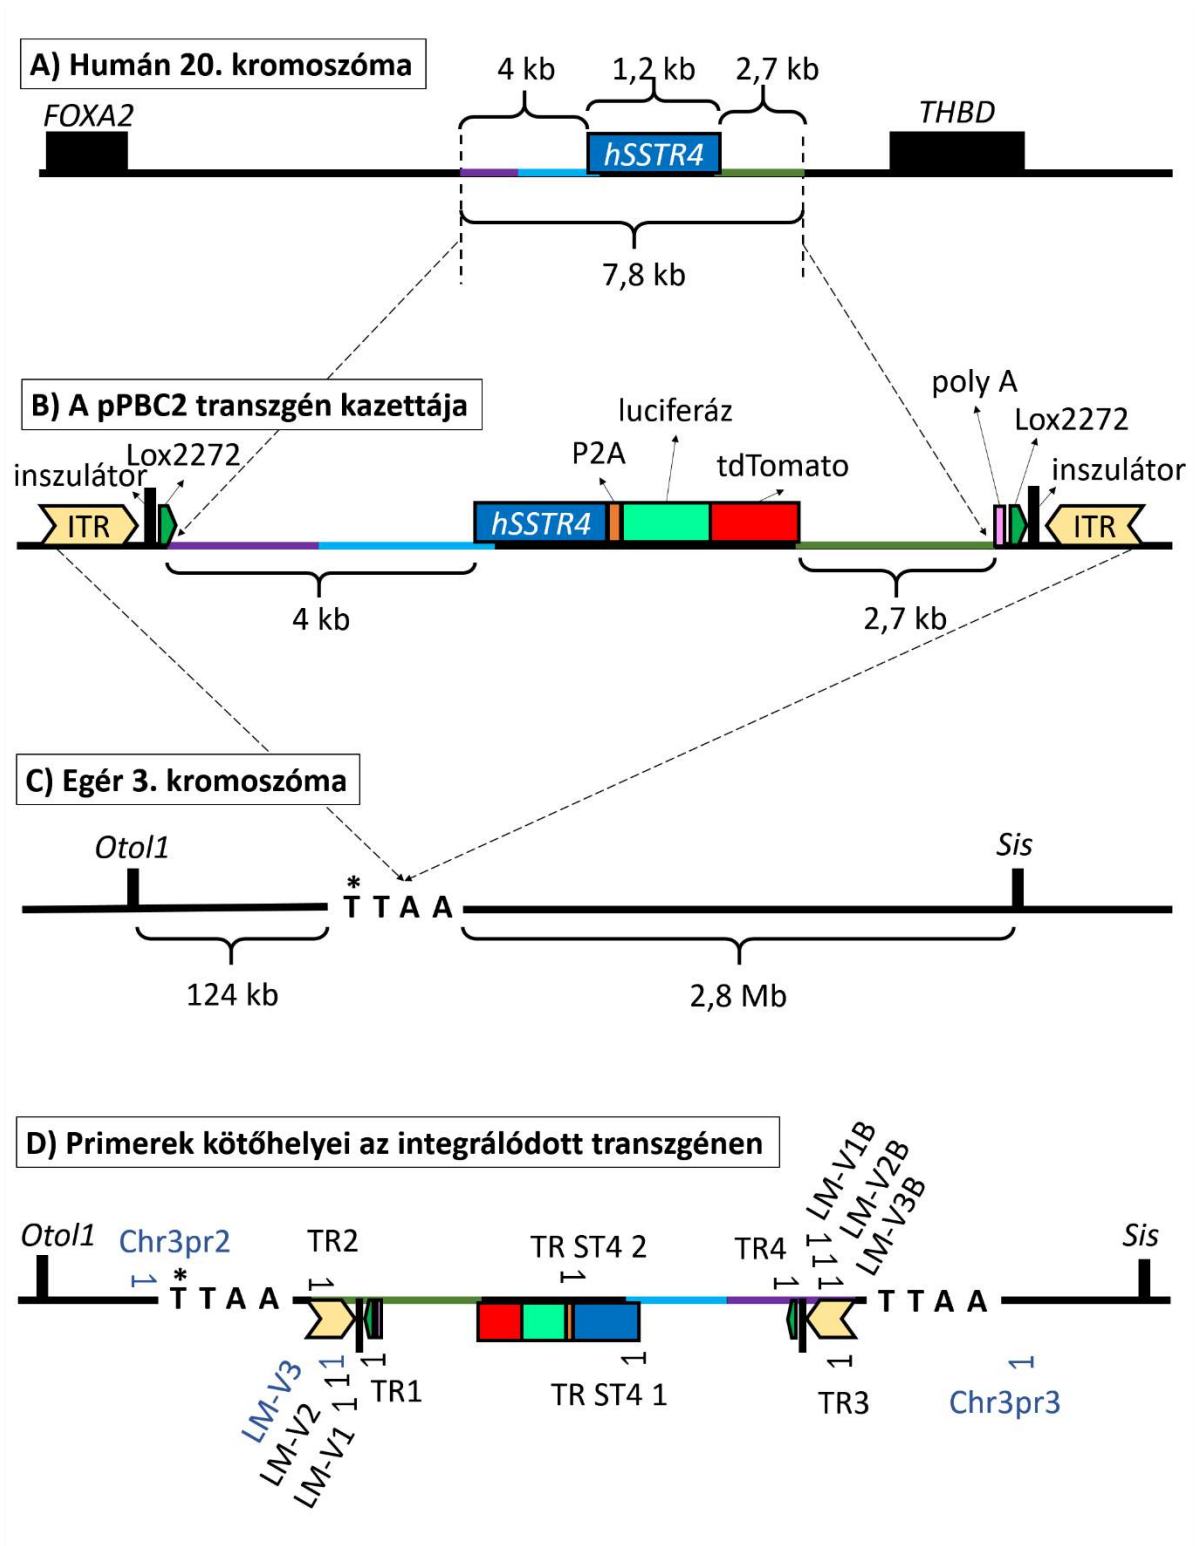 A) Humán 20. kromoszóma
4 kb
1,2 kb
2,7 kb
FOXA2
THBD
hSSTR4
7,8 kb
B) A pPBC2 transzgén kazettája
poly A
luciferáz
Lox2272
P2A
Lox2272
tdTomato
inszulátor
inszulátor
ITR
hSSTR4
ITR
4 kb
2,7 kb
C) Egér 3. kromoszóma
Otol1
Sis
*
T T A A
124 kb
2,8 Mb
D) Primerek kötőhelyei az integrálódott transzgénen
LM-V1B
LM-V2B
LM-V3B
Otol1
Chr3pr2
TR2
TR ST4 2
TR4
Sis
*
T T A A
T T A A
LM-V3
LM-V2
LM-V1
TR1
TR ST4 1
TR3
Chr3pr3